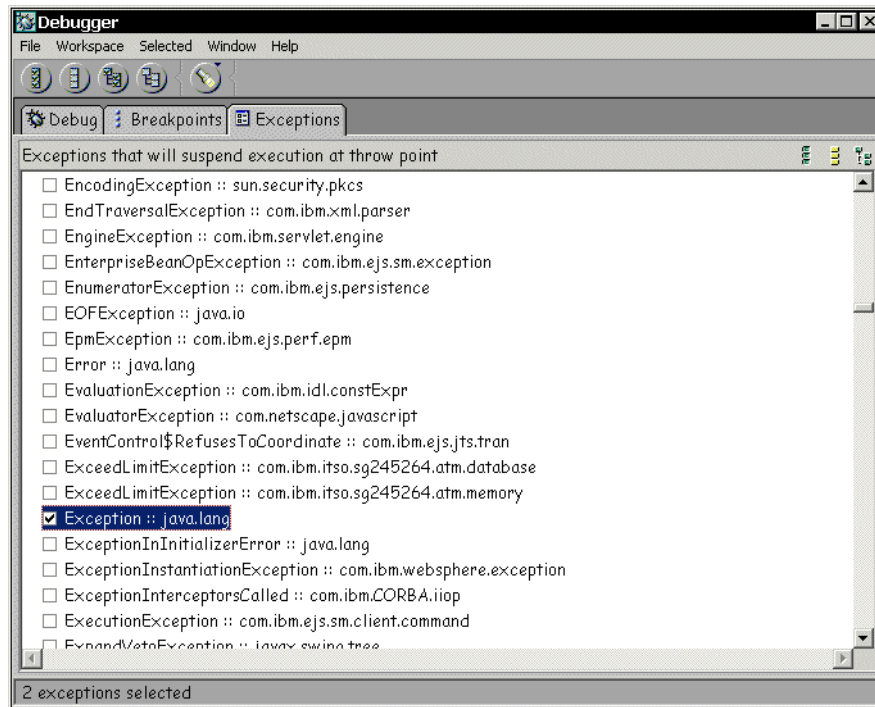 Debugger
File Workspace Selected Window Help
Debug Breakpoints Exceptions
Exceptions that will suspend execution at throw point
EncodingException :: sun.security.pkcs
EndTraversalException :: com.ibm.xml.parser
EngineException :: com.ibm.servlet.engine
EnterpriseBeanOpException :: com.ibm.ejs.sm.exception
EnumeratorException :: com.ibm.ejs.persistence
EOFException :: java.io
EpmException :: com.ibm.ejs.perf.epm
Error :: java.lang
EvaluationException :: com.ibm.idl.constExpr
EvaluatorException :: com.netscape.javascript
EventControl$RefusesToCoordinate :: com.ibm.ejs.jts.tran
ExceedLimitException :: com.ibm.itso.sg245264.atm.database
ExceedLimitException :: com.ibm.itso.sg245264.atm.memory
Exception :: java.lang
ExceptionInInitializerError :: java.lang
ExceptionInstantiationException :: com.ibm.websphere.exception
ExceptionInterceptorsCalled :: com.ibm.CORBA.iiop
ExecutionException :: com.ibm.ejs.sm.client.command
ExpandVetoException :: javax.swing.tree
2 exceptions selected